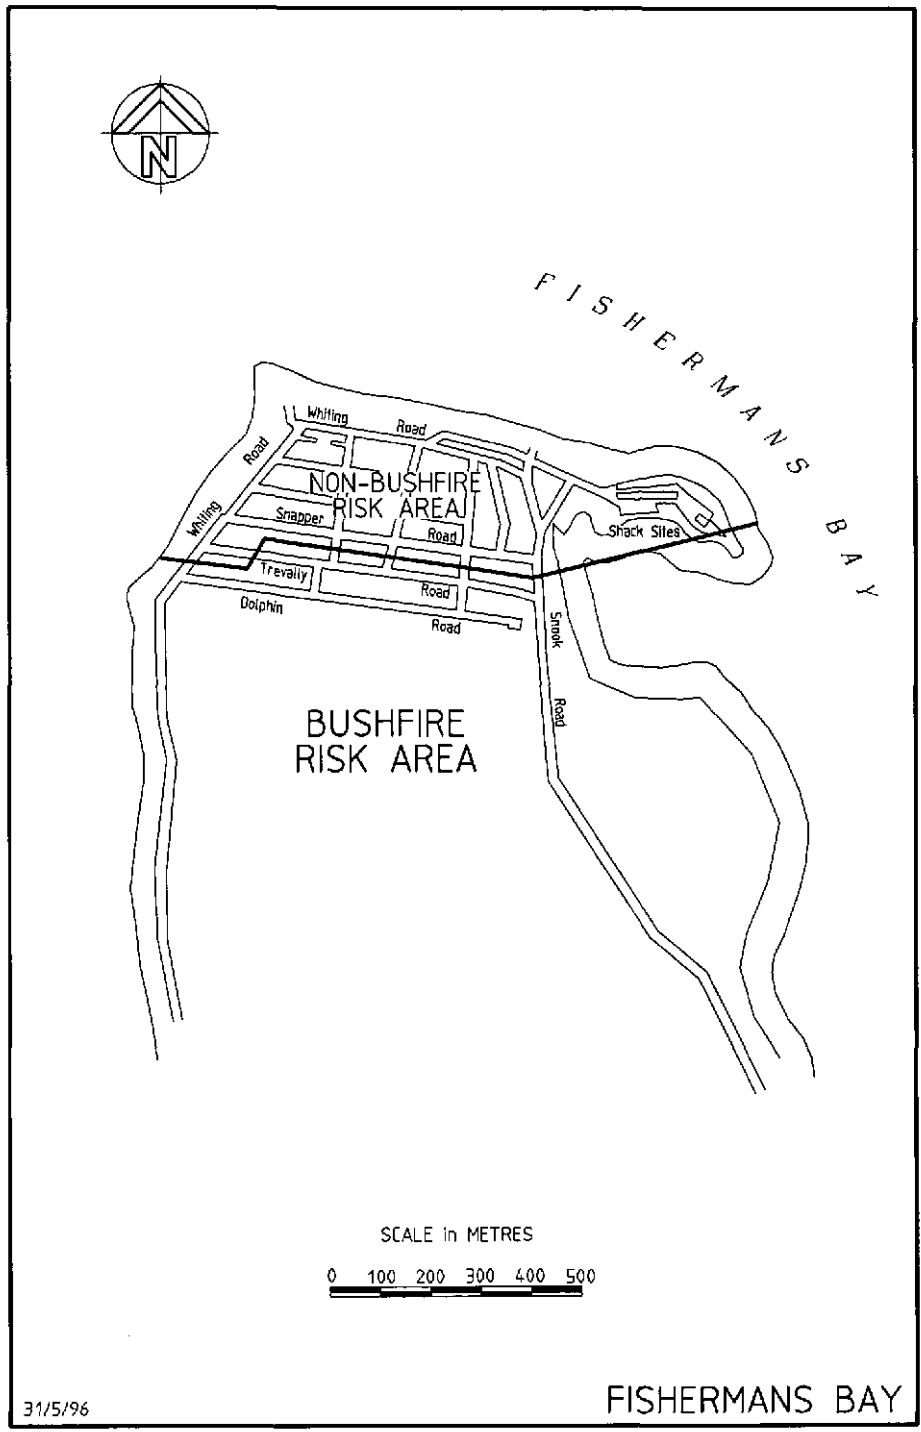 N
FISHERMANS BAY
Whiting Road
Whiting Road
NON-BUSHFIRE
RISK AREA
Snapper Road
Shack Sites
Trevally Road
Dolphin Road
Snook Road
BUSHFIRE
RISK AREA
SCALE in METRES
0 100 200 300 400 500
31/5/96
FISHERMANS BAY